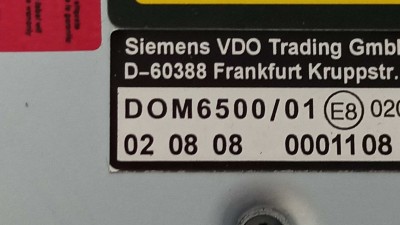 Siemens VDO Trading Gmb
D-60388 Frankfurt Kruppstr.
DOM6500/01 E8 020
02 08 08 0001108